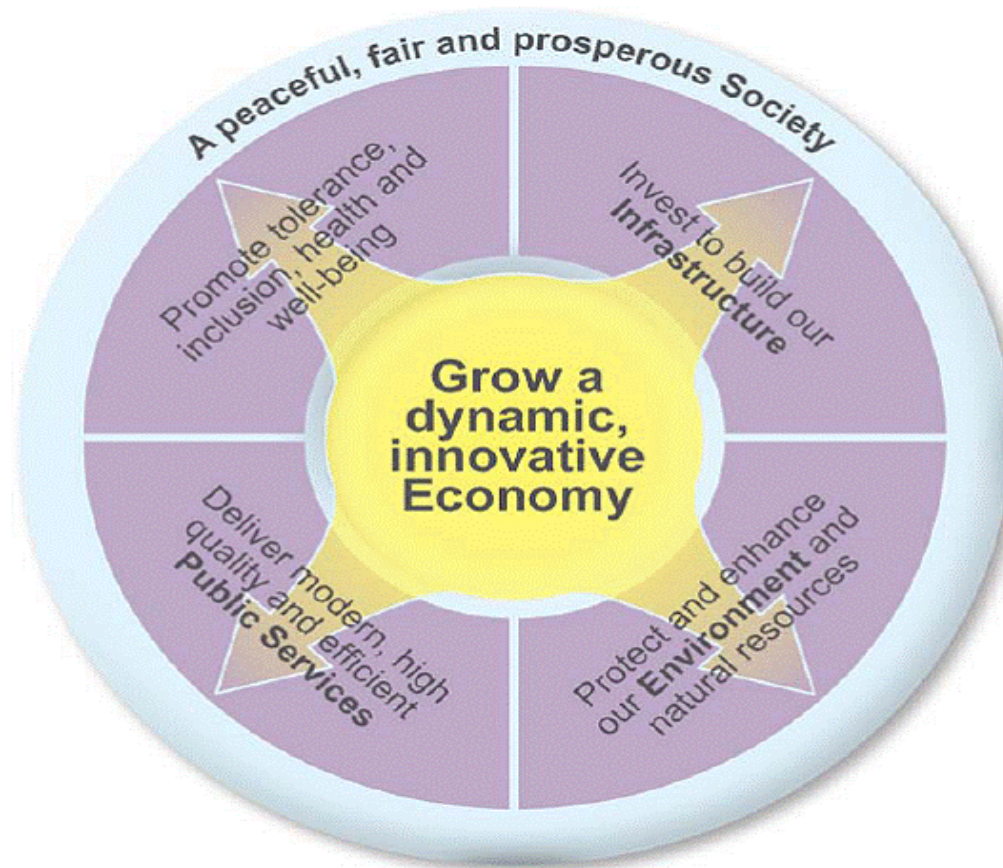 A peaceful, fair and prosperous Society
Promote tolerance,
inclusion, health and
well-being
Invest to build our
Infrastructure
Grow a
dynamic,
innovative
Economy
Deliver modern, high
quality and efficient
Public Services
Protect and enhance
our Environment and
natural resources